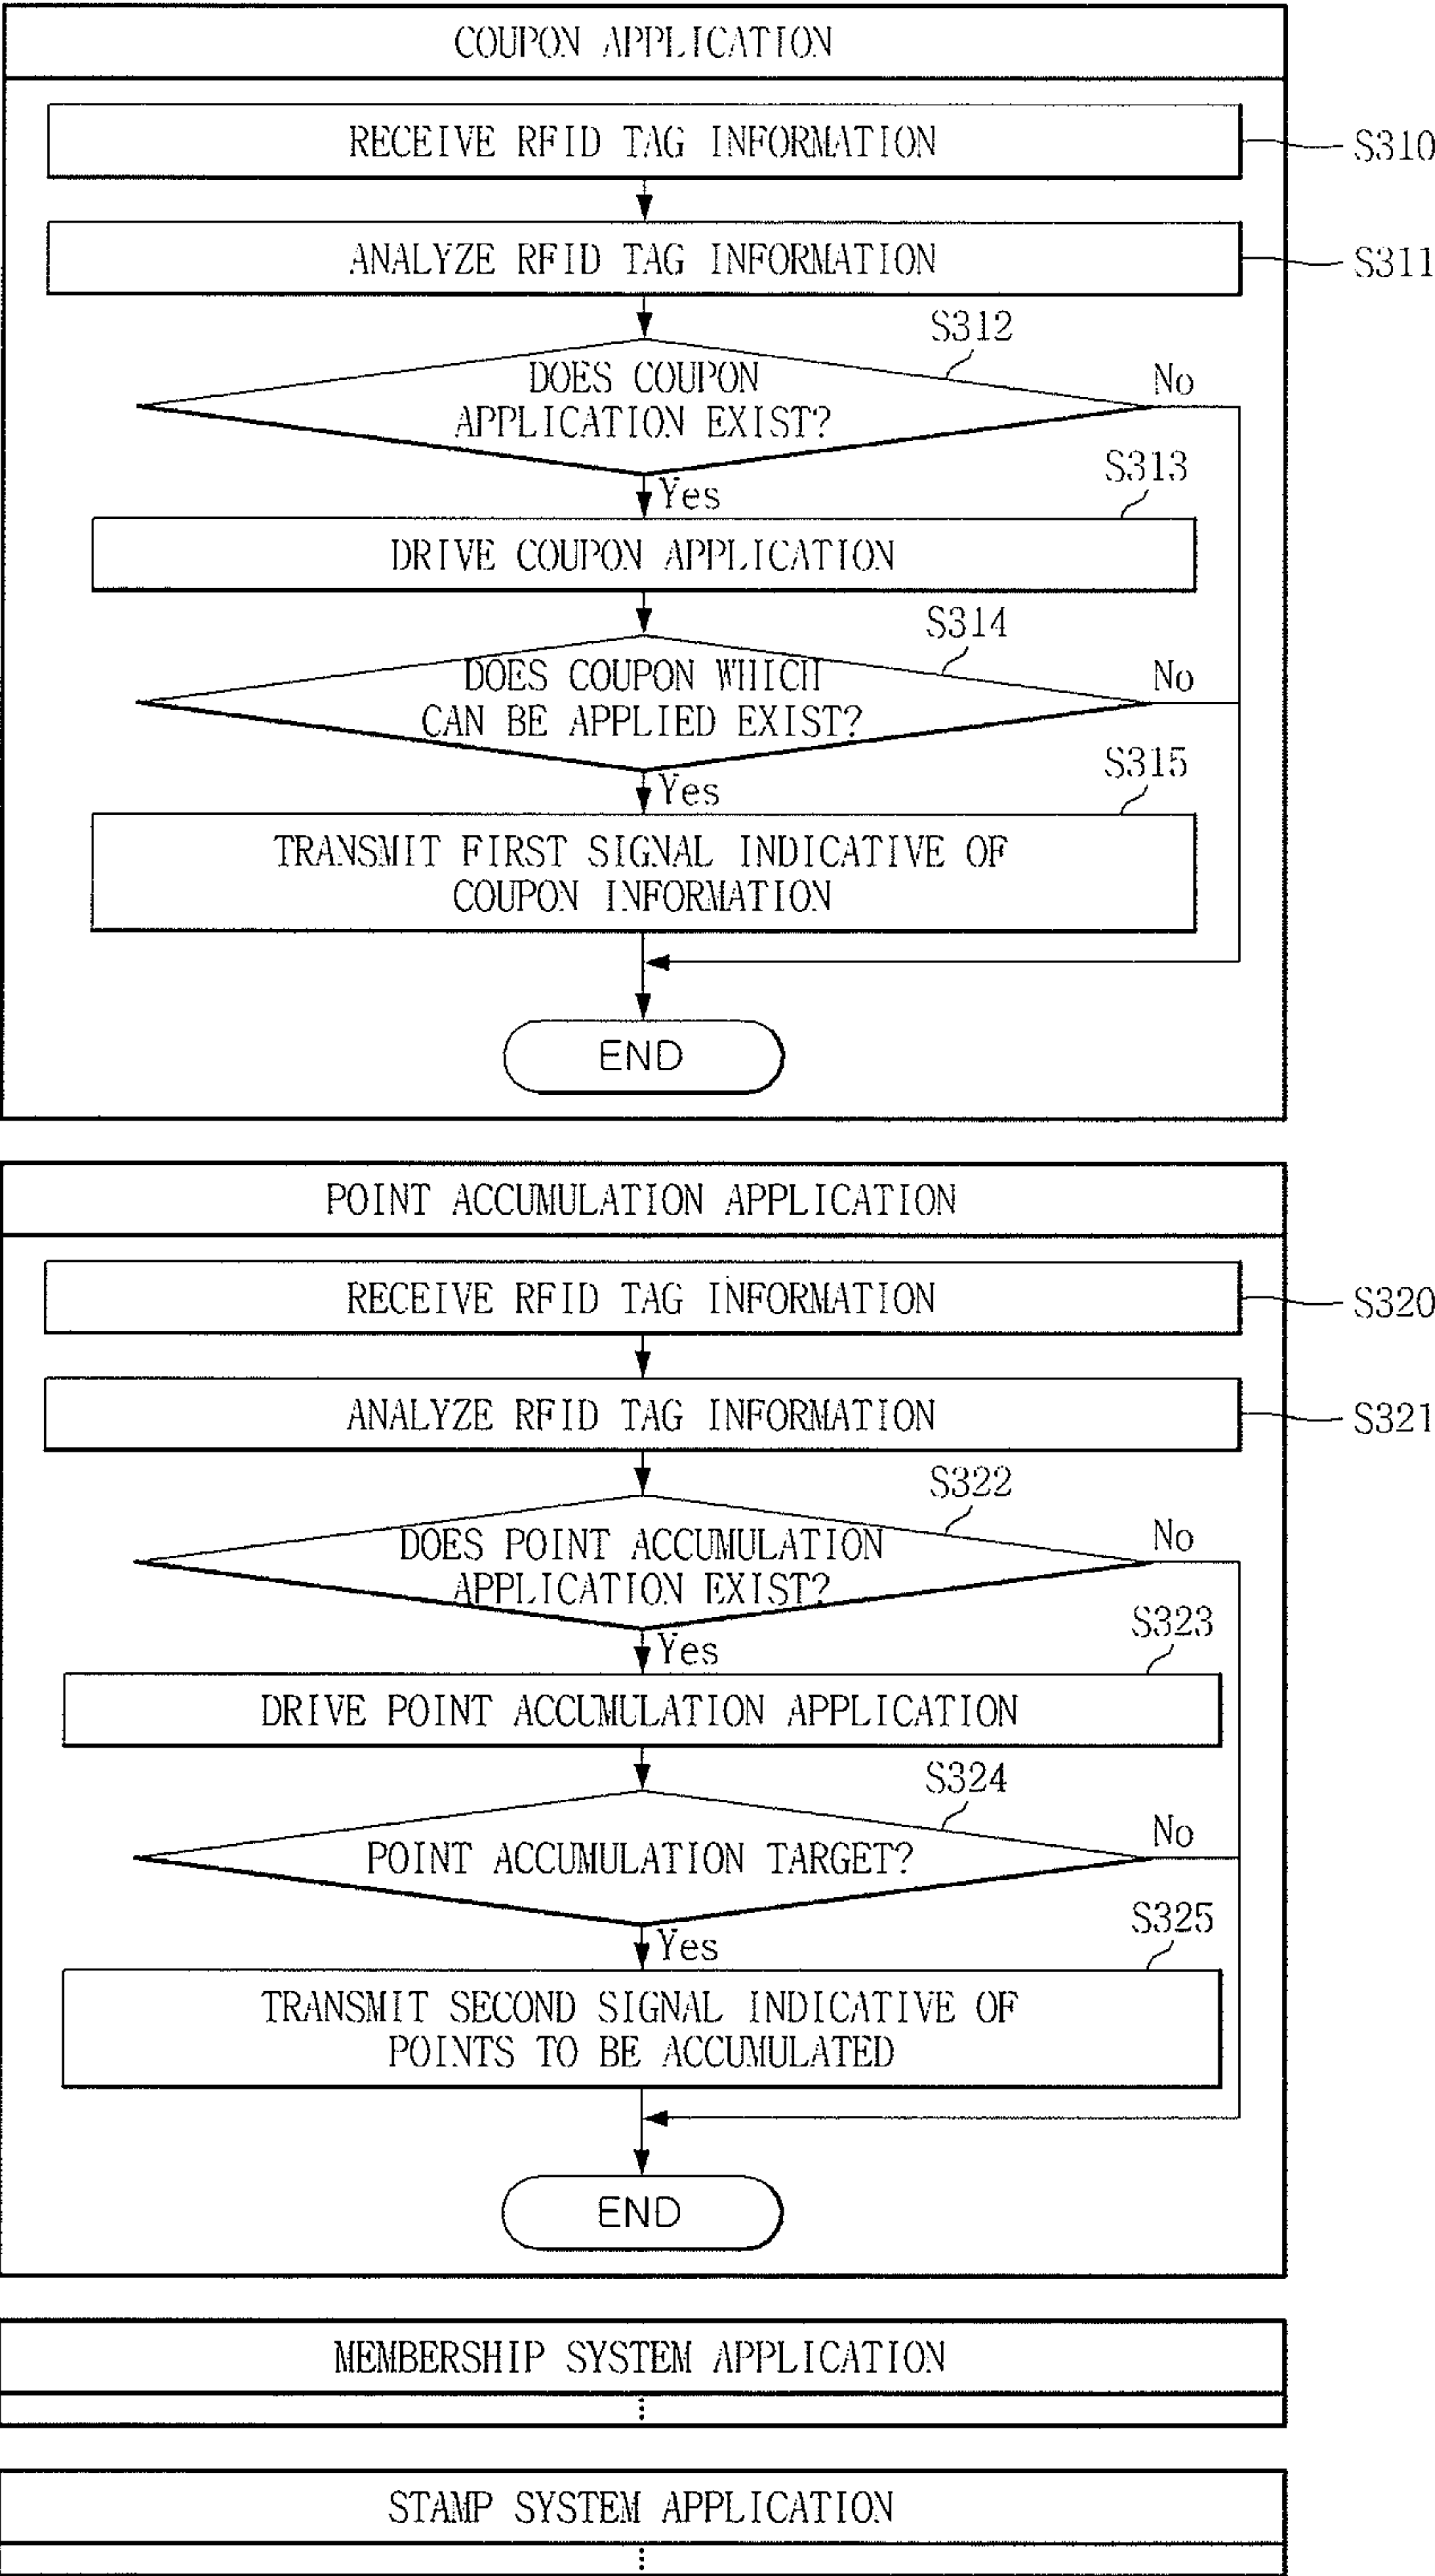 COUPON APPLICATION
RECEIVE RFID TAG INFORMATION
S310
ANALYZE RFID TAG INFORMATION
S311
S312
DOES COUPON
APPLICATION EXIST?
No
Yes
S313
DRIVE COUPON APPLICATION
S314
DOES COUPON WHICH
CAN BE APPLIED EXIST?
No
Yes
S315
TRANSMIT FIRST SIGNAL INDICATIVE OF
COUPON INFORMATION
END
POINT ACCUMULATION APPLICATION
RECEIVE RFID TAG INFORMATION
S320
ANALYZE RFID TAG INFORMATION
S321
S322
DOES POINT ACCUMULATION
APPLICATION EXIST?
No
Yes
S323
DRIVE POINT ACCUMULATION APPLICATION
S324
POINT ACCUMULATION TARGET?
No
Yes
S325
TRANSMIT SECOND SIGNAL INDICATIVE OF
POINTS TO BE ACCUMULATED
END
MEMBERSHIP SYSTEM APPLICATION
STAMP SYSTEM APPLICATION